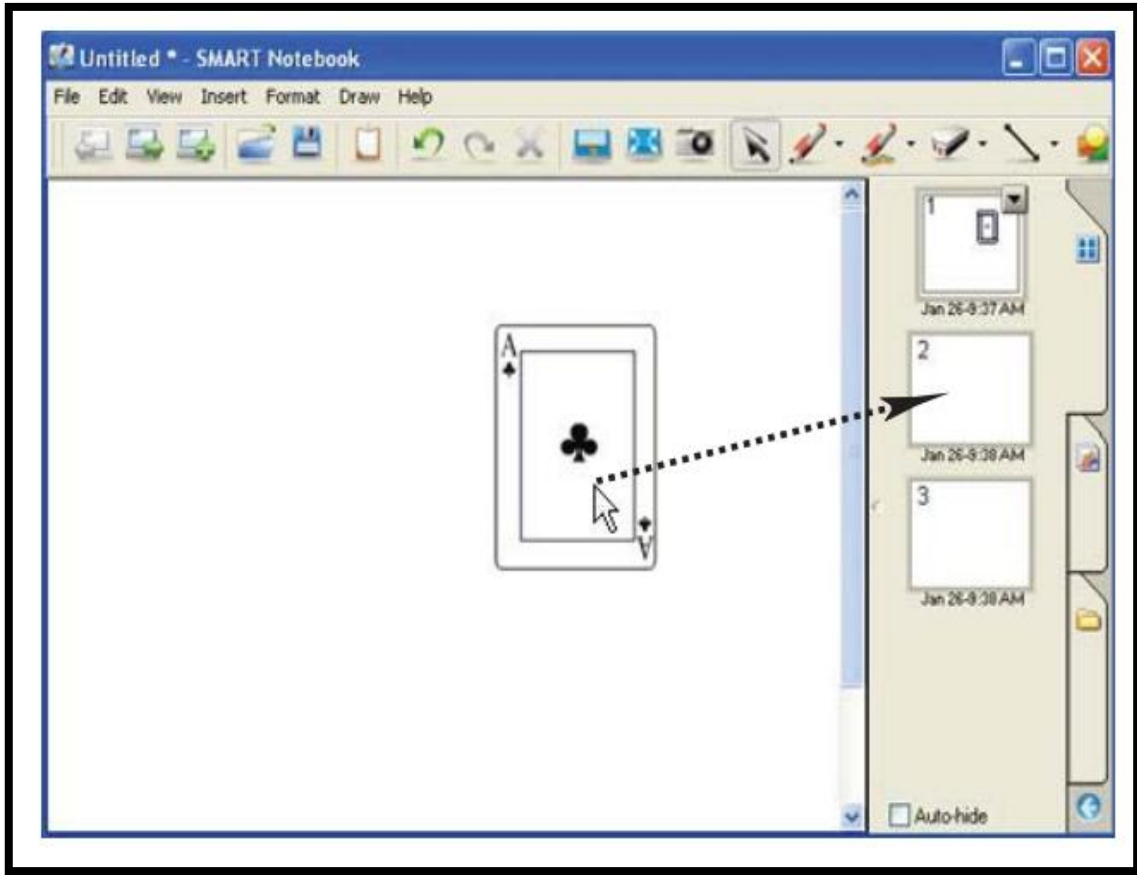 Untitled * - SMART Notebook
File Edit View Insert Format Draw Help
A
A
1
Jan 26-9:37 AM
2
Jan 26-9:38 AM
3
Jan 26-9:38 AM
Auto-hide